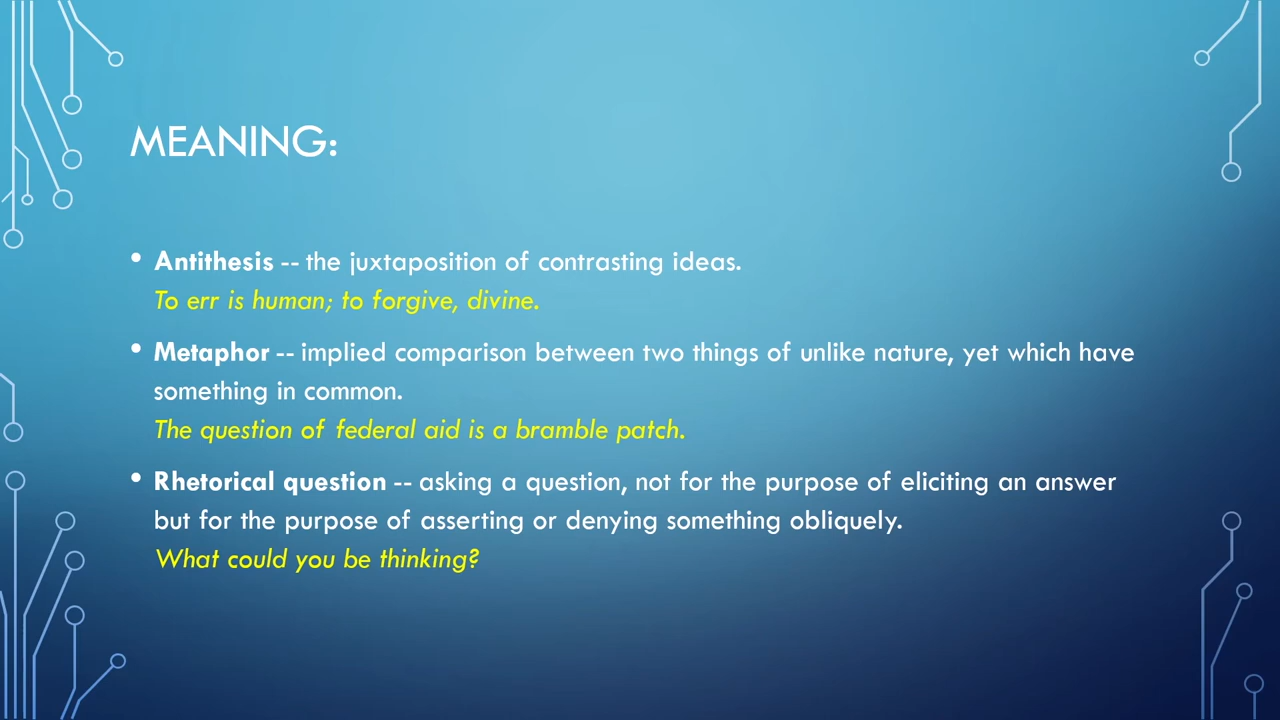 MEANING:
• Antithesis -- the juxtaposition of contrasting ideas.
To err is human; to forgive, divine.
• Metaphor -- implied comparison between two things of unlike nature, yet which have
something in common.
The question of federal aid is a bramble patch.
• Rhetorical question -- asking a question, not for the purpose of eliciting an answer
but for the purpose of asserting or denying something obliquely.
What could you be thinking?